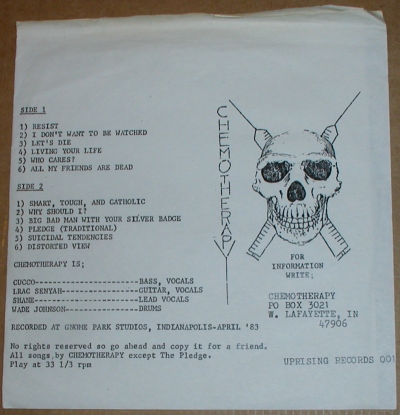 SIDE 1
1) RESIST
2) I DON'T WANT TO BE WATCHED
3) LET'S DIE
4) LIVING YOUR LIFE
5) WHO CARES?
6) ALL MY FRIENDS ARE DEAD
SIDE 2
1) SMART, TOUGH, AND CATHOLIC
2) WHY SHOULD I?
3) BIG BAD MAN WITH YOUR SILVER BADGE
4) PLEDGE (TRADITIONAL)
5) SUICIDAL TENDENCIES
6) DISTORTED VIEW
CHEMOTHERAPY IS;
CUCCO--------------------BASS, VOCALS
LRAC SENYAH--------------GUITAR, VOCALS
SHANE--------------------LEAD VOCALS
WADE JOHNSON-------------DRUMS
RECORDED AT GNOME PARK STUDIOS, INDIANAPOLIS-APRIL '83
No rights reserved so go ahead and copy it for a friend.
All songs by CHEMOTHERAPY except The Pledge.
Play at 33 1/3 rpm
CHEMOTHERAPY
FOR
INFORMATION
WRITE;
CHEMOTHERAPY
PO BOX 3021
W. LAFAYETTE, IN
47906
UPRISING RECORDS 001